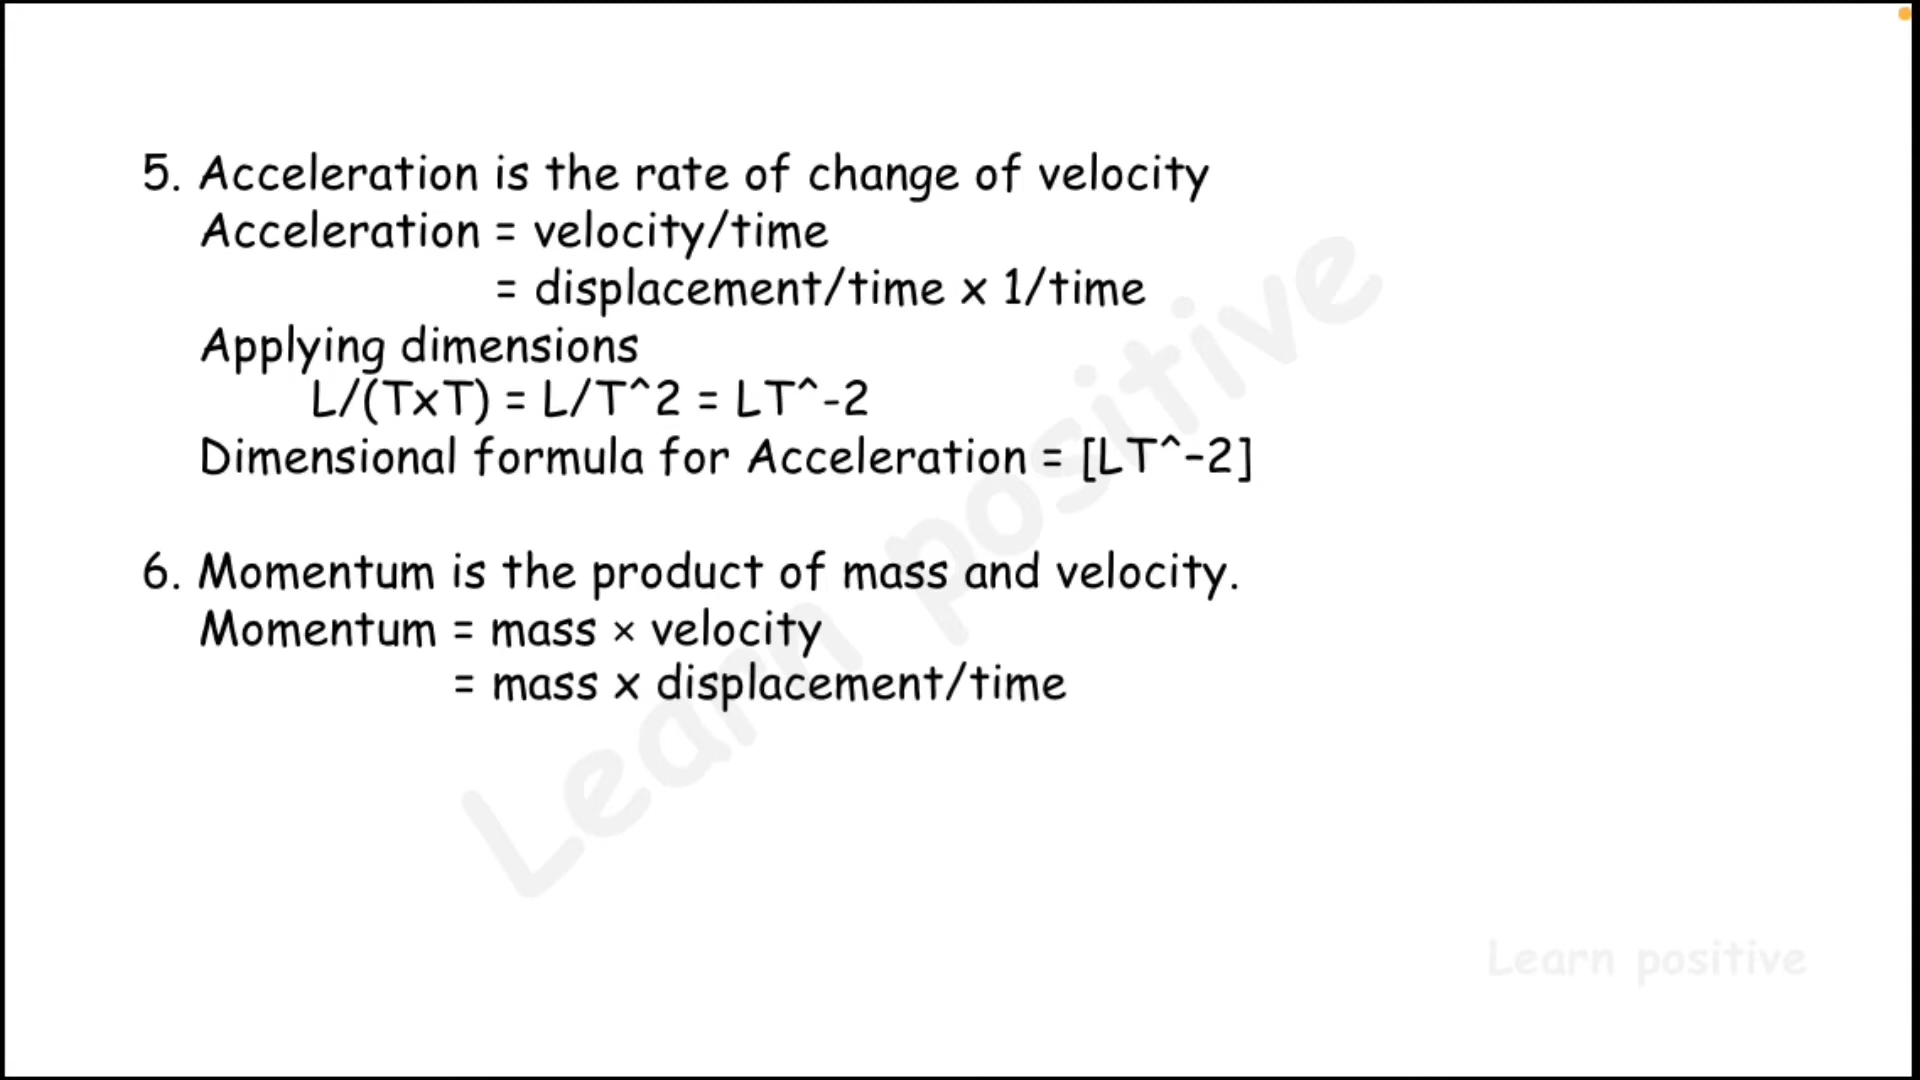 5. Acceleration is the rate of change of velocity
Acceleration = velocity/time
= displacement/time x 1/time
Applying dimensions
L/(TxT) = L/T^2 = LT^-2
Dimensional formula for Acceleration = [LT^-2]
6. Momentum is the product of mass and velocity.
Momentum = mass × velocity
= mass x displacement/time
Learn positive
Learn positive